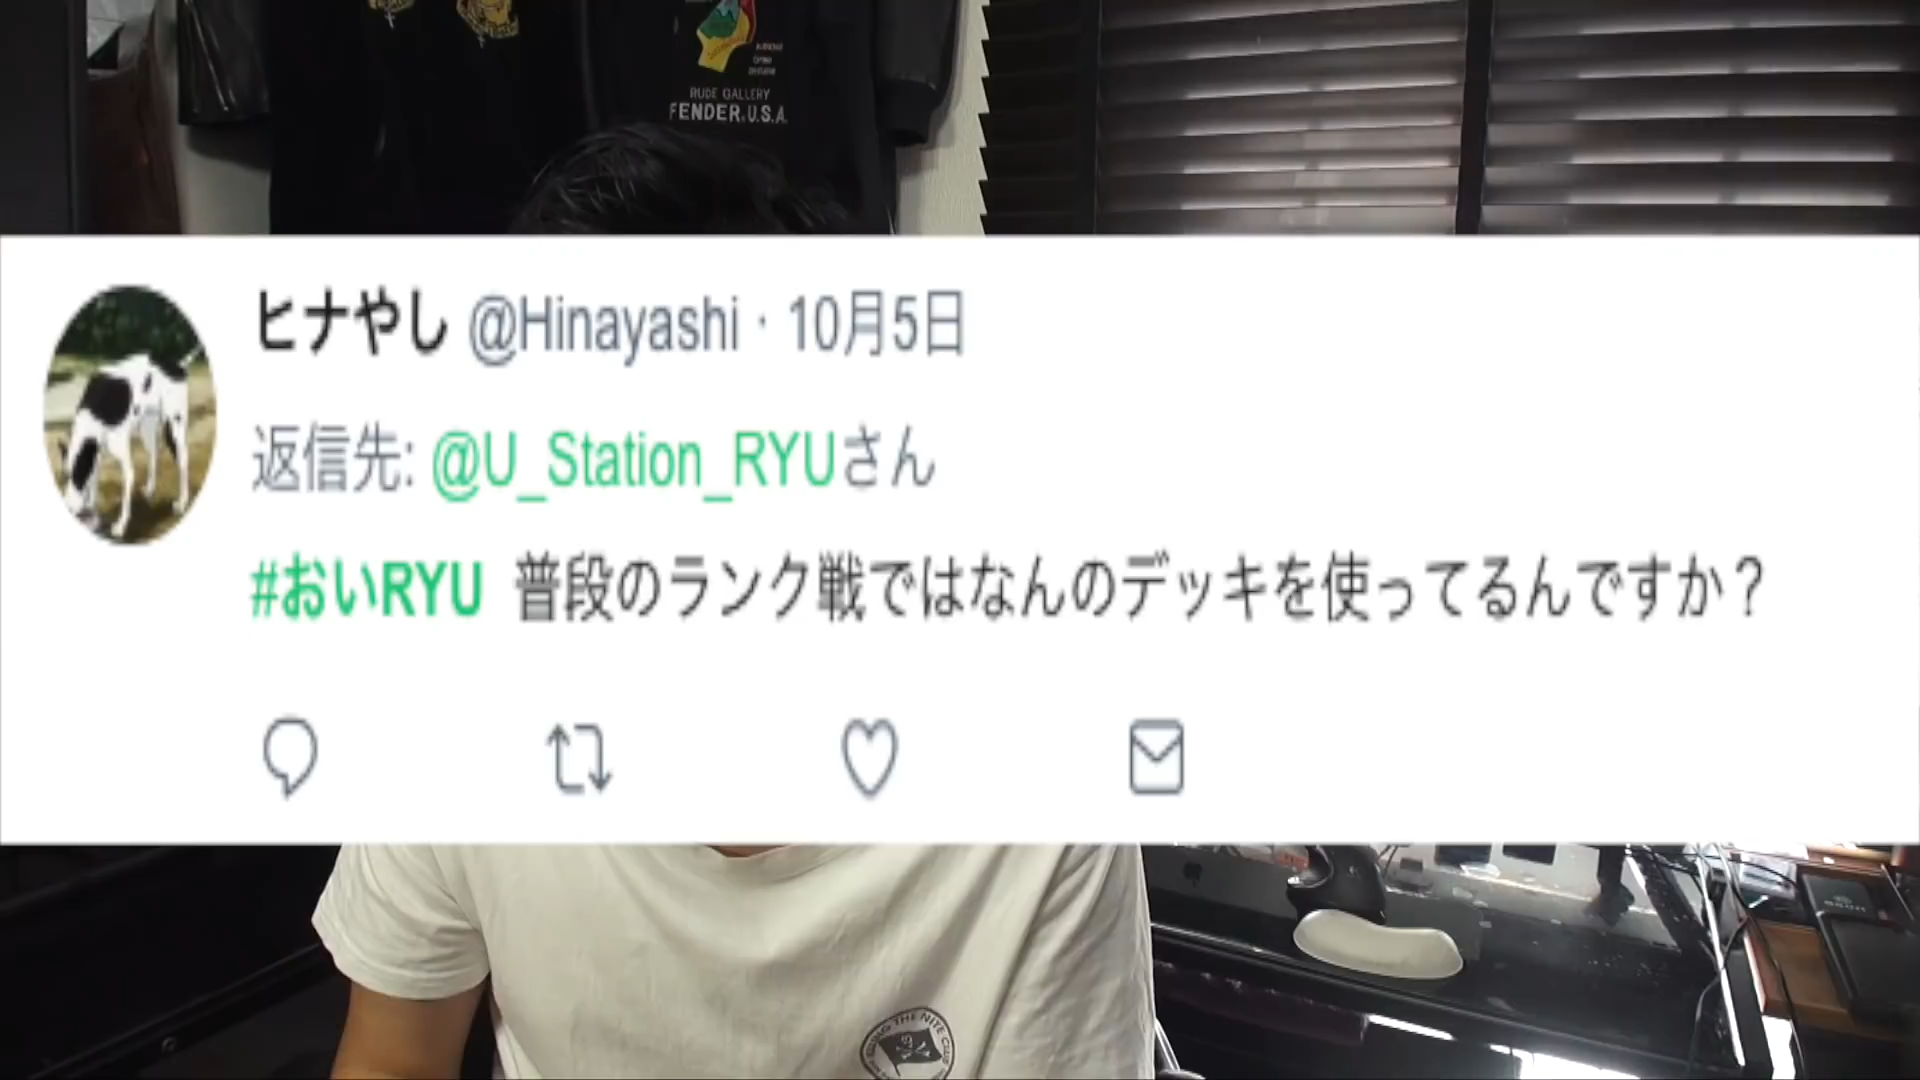 RUDE GALLERY
FENDER.U.S.A.
ヒナやし @Hinayashi · 10月5日
返信先: @U_Station_RYUさん
#おいRYU 普段のランク戦ではなんのデッキを使ってるんですか？
THE NITE